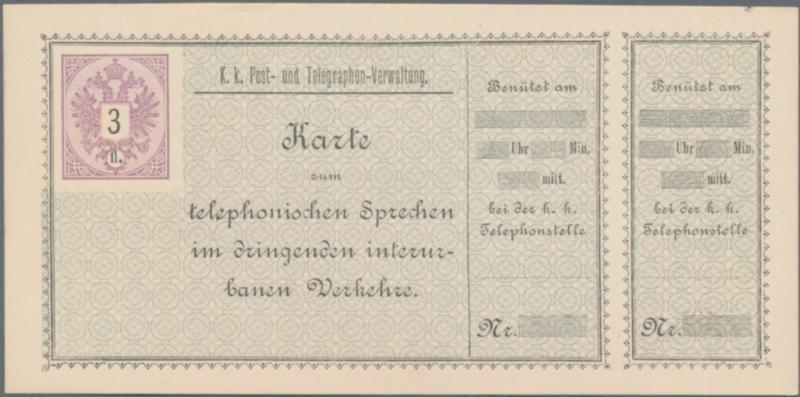 3
fl.
K. k. Post- und Telegraphen-Verwaltung.
Karte
zum
telephonischen Sprechen
im dringenden interur-
banen Verkehre.
Benützt am
Uhr Min.
mitt.
bei der k. k.
Telephonstelle
Nr.
Benützt am
Uhr Min.
mitt.
bei der k. k.
Telephonstelle
Nr.